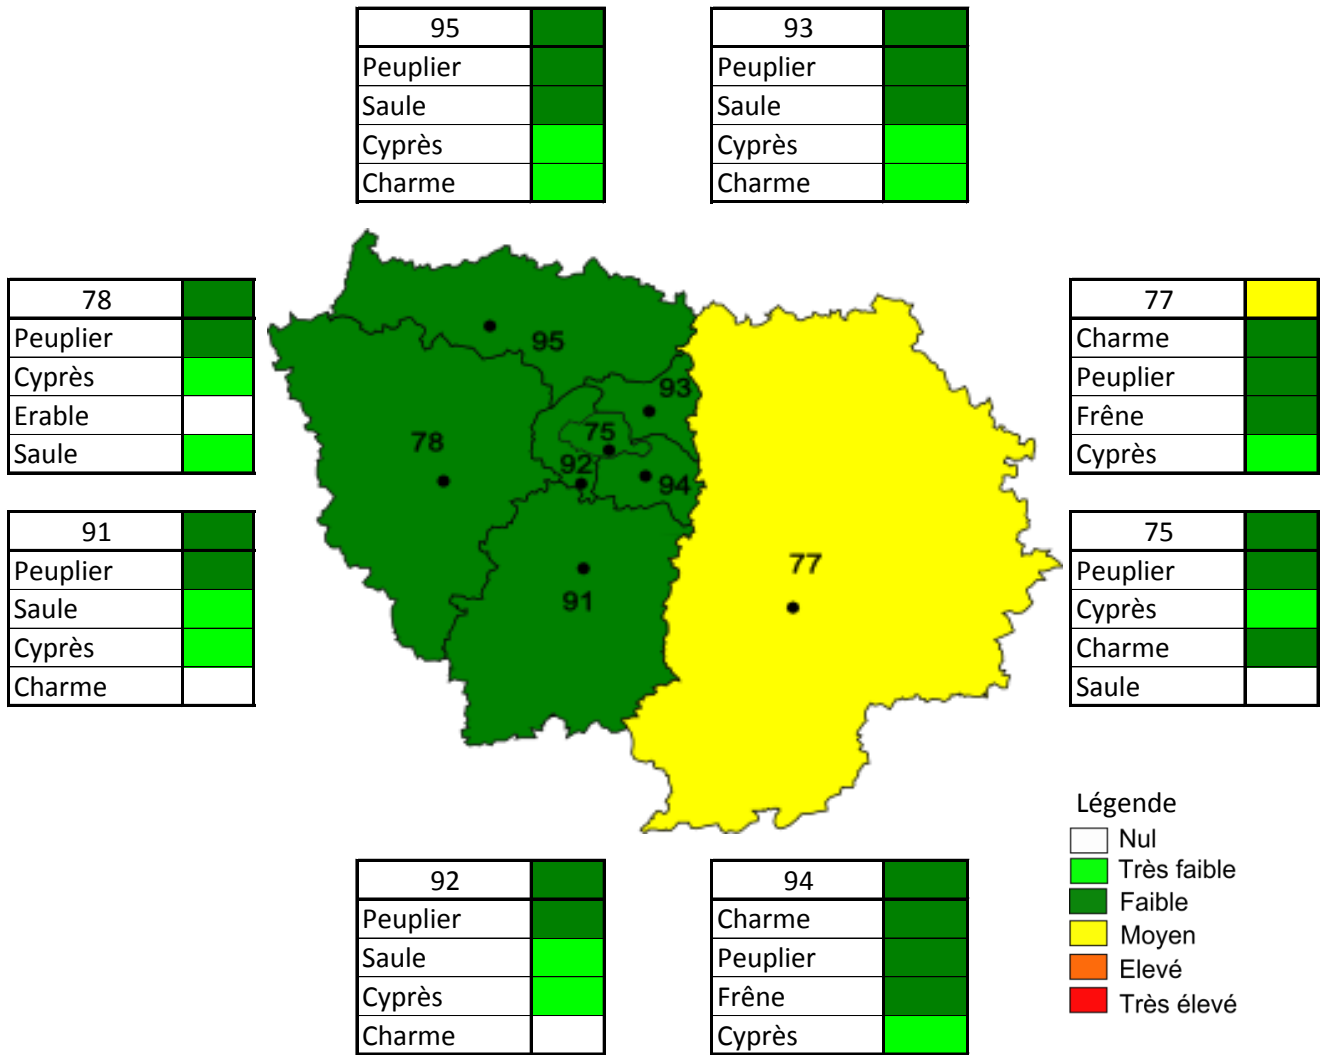 95
Peuplier
Saule
Cyprès
Charme
93
Peuplier
Saule
Cyprès
Charme
78
Peuplier
Cyprès
Erable
Saule
91
Peuplier
Saule
Cyprès
Charme
95
93
78
75
92
94
77
91
77
Charme
Peuplier
Frêne
Cyprès
75
Peuplier
Cyprès
Charme
Saule
92
Peuplier
Saule
Cyprès
Charme
94
Charme
Peuplier
Frêne
Cyprès
Légende
Nul
Très faible
Faible
Moyen
Elevé
Très élevé